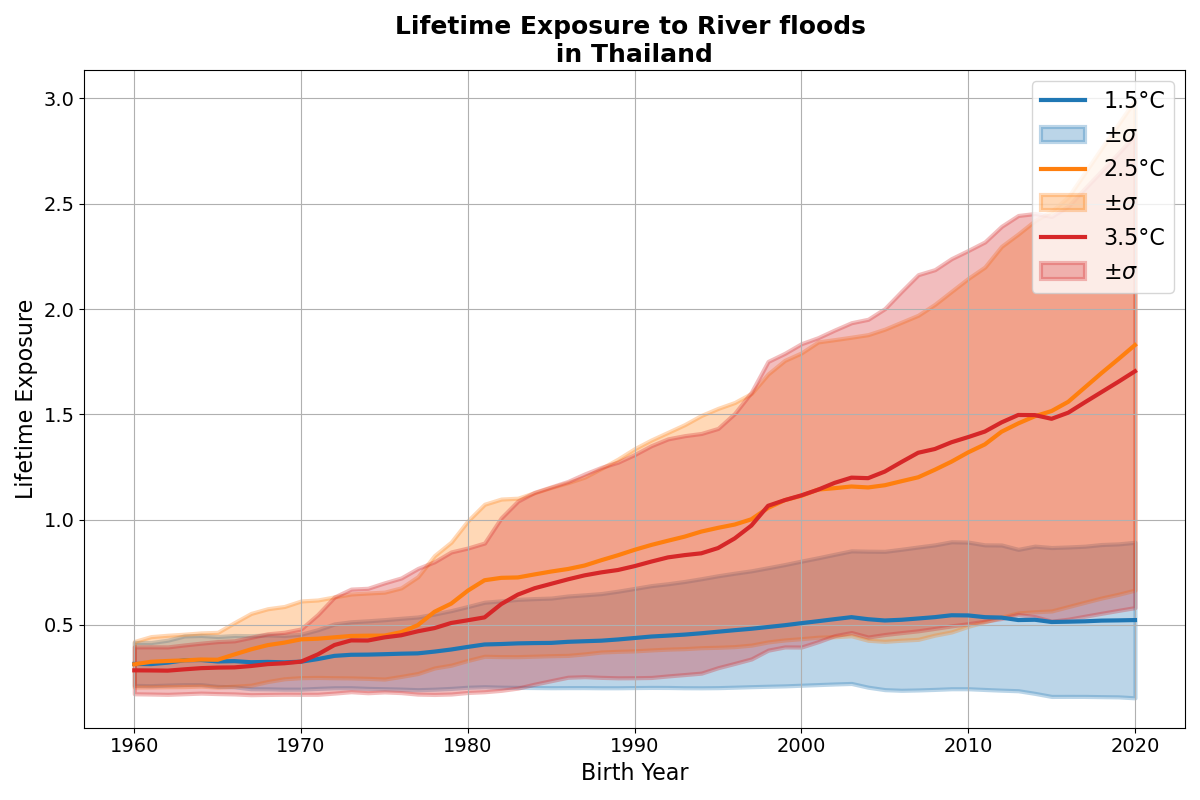 Lifetime Exposure to River floods
in Thailand
Lifetime Exposure
3.0
2.5
2.0
1.5
1.0
0.5
1960 1970 1980 1990 2000 2010 2020
Birth Year
1.5°C
±σ
2.5°C
±σ
3.5°C
±σ